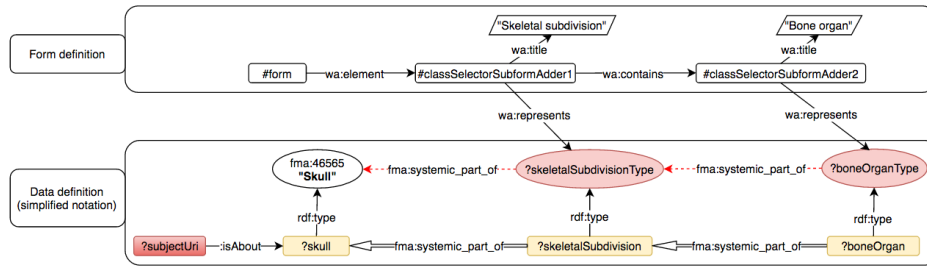 "Skeletal subdivision"
"Bone organ"
wa:title
wa:title
Form definition
#form
wa:element
#classSelectorSubformAdder1
wa:contains
#classSelectorSubformAdder2
wa:represents
wa:represents
fma:46565
"Skull"
fma:systemic_part_of
?skeletalSubdivisionType
fma:systemic_part_of
?boneOrganType
Data definition
(simplified notation)
rdf:type
rdf:type
rdf:type
?subjectUri
:isAbout
?skull
fma:systemic_part_of
?skeletalSubdivision
fma:systemic_part_of
?boneOrgan